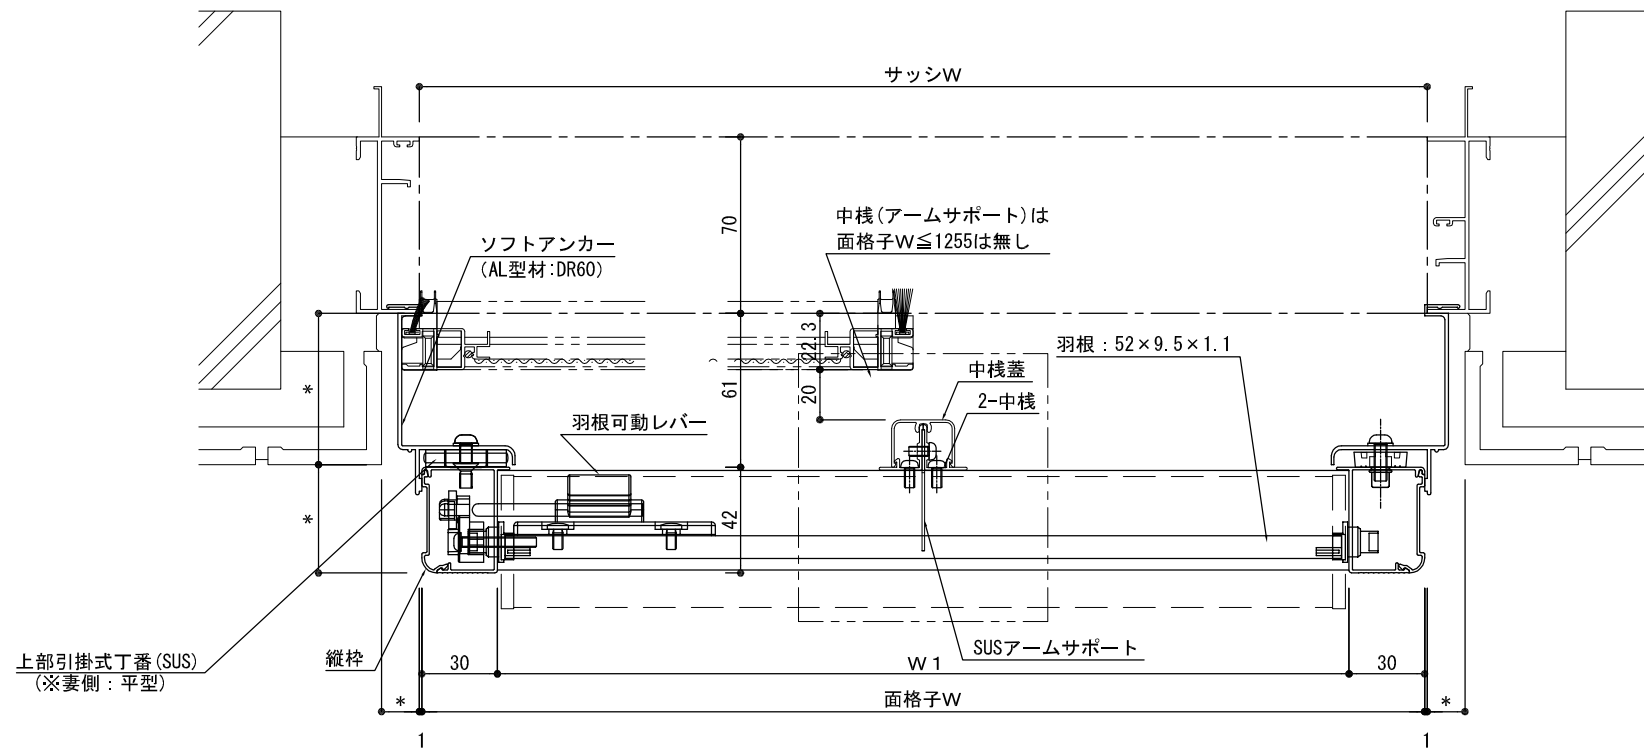 サッシW
70
中桟(アームサポート)は
面格子W≦1255は無し
ソフトアンカー
(AL型材:DR60)
22.3
羽根：52×9.5×1.1
中桟蓋
*
61
20
2-中桟
羽根可動レバー
*
42
上部引掛式丁番(SUS)
(※妻側：平型)
縦枠
30
W1
SUSアームサポート
30
*
面格子W
*
1
1